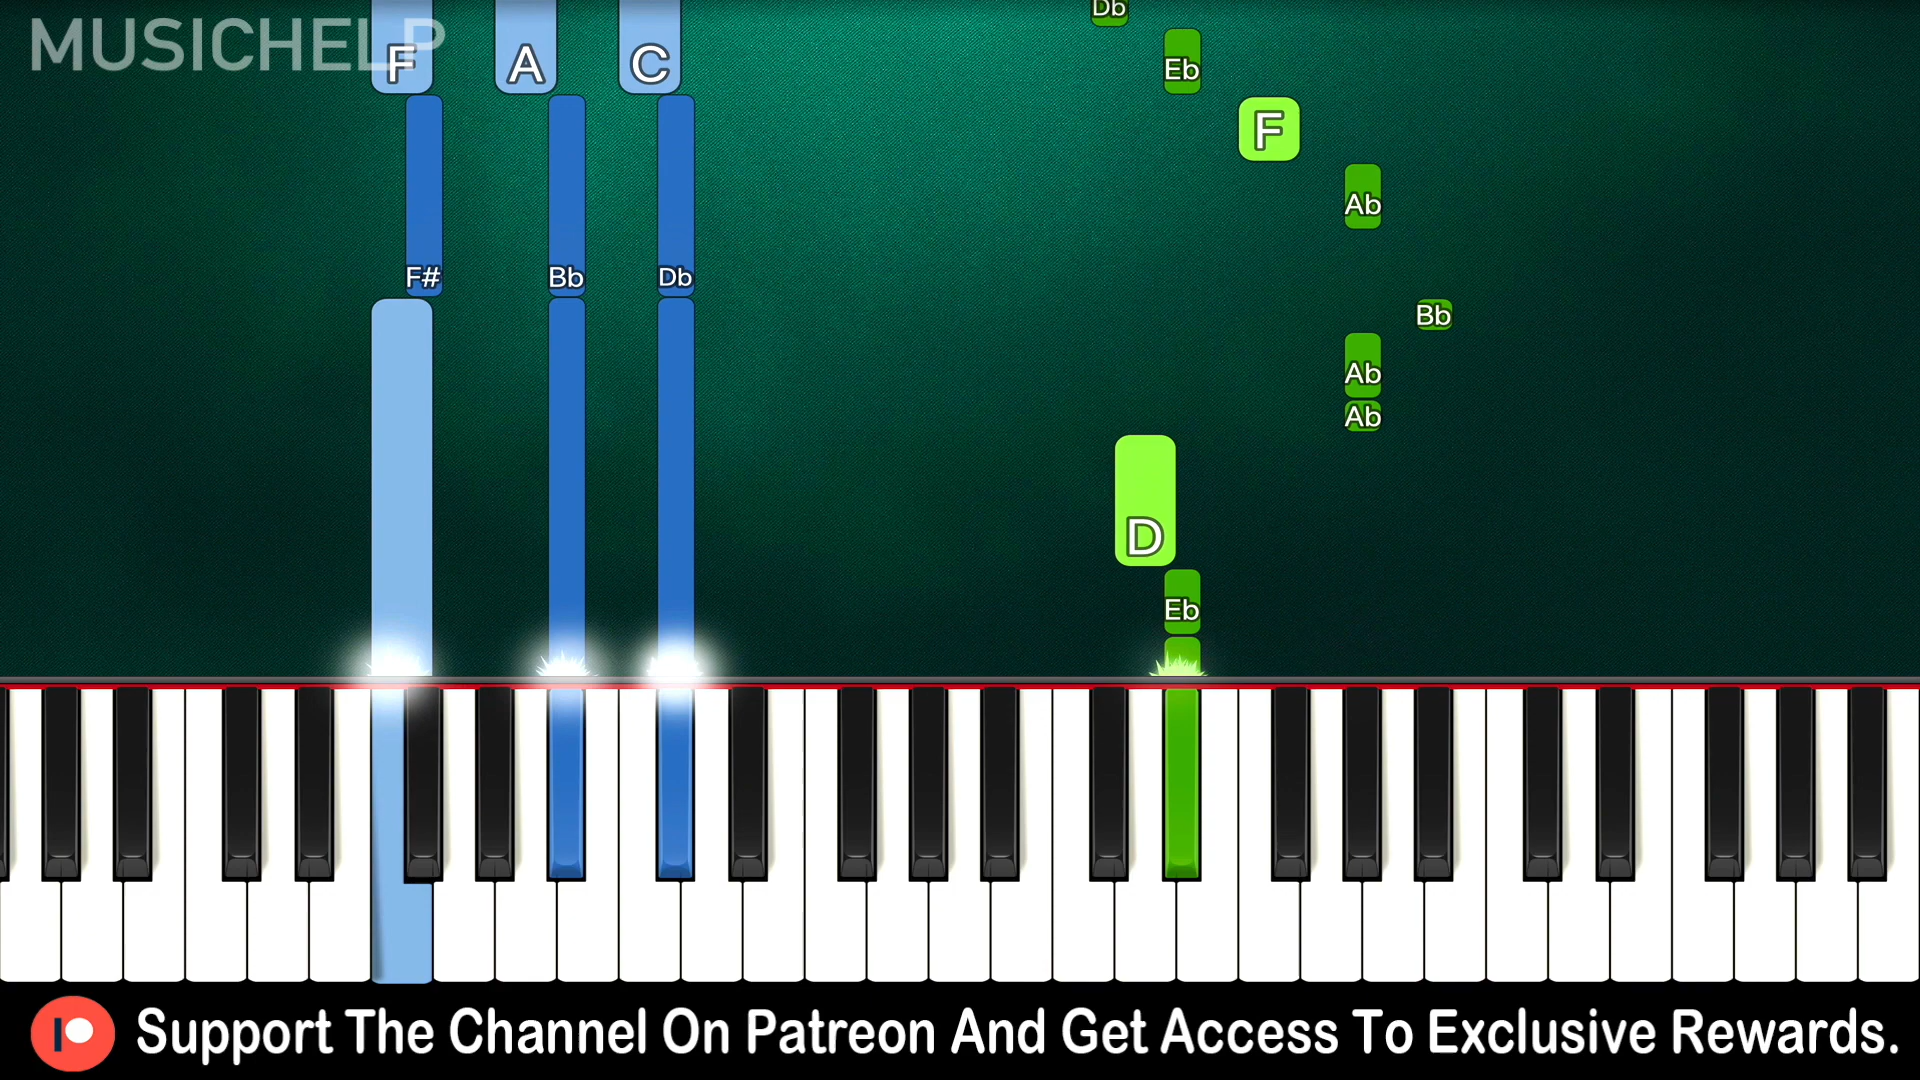 MUSICHELP
Db
F A C Eb
F
Ab
F# Bb Db
Bb
Ab
Ab
D
Eb
Support The Channel On Patreon And Get Access To Exclusive Rewards.